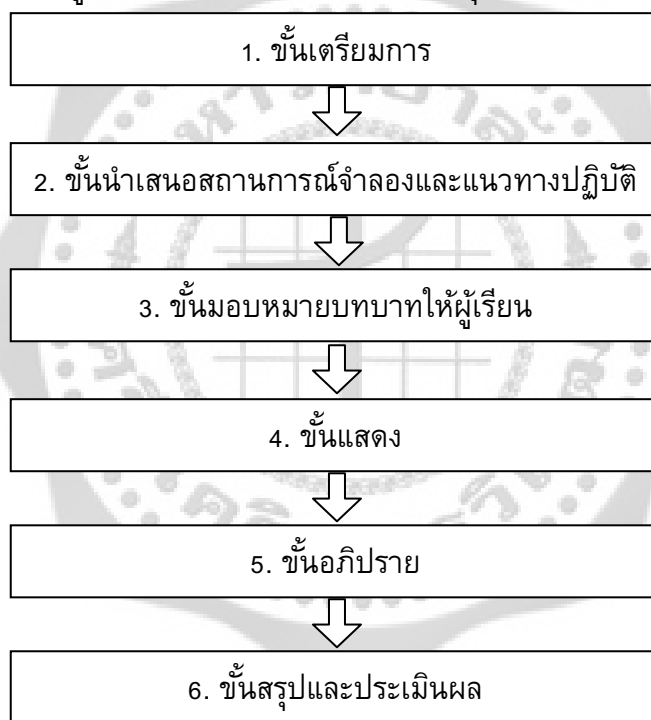 1. ขั้นเตรียมการ
2. ขั้นนำเสนอสถานการณ์จำลองและแนวทางปฏิบัติ
3. ขั้นมอบหมายบทบาทให้ผู้เรียน
4. ขั้นแสดง
5. ขั้นอภิปราย
6. ขั้นสรุปและประเมินผล